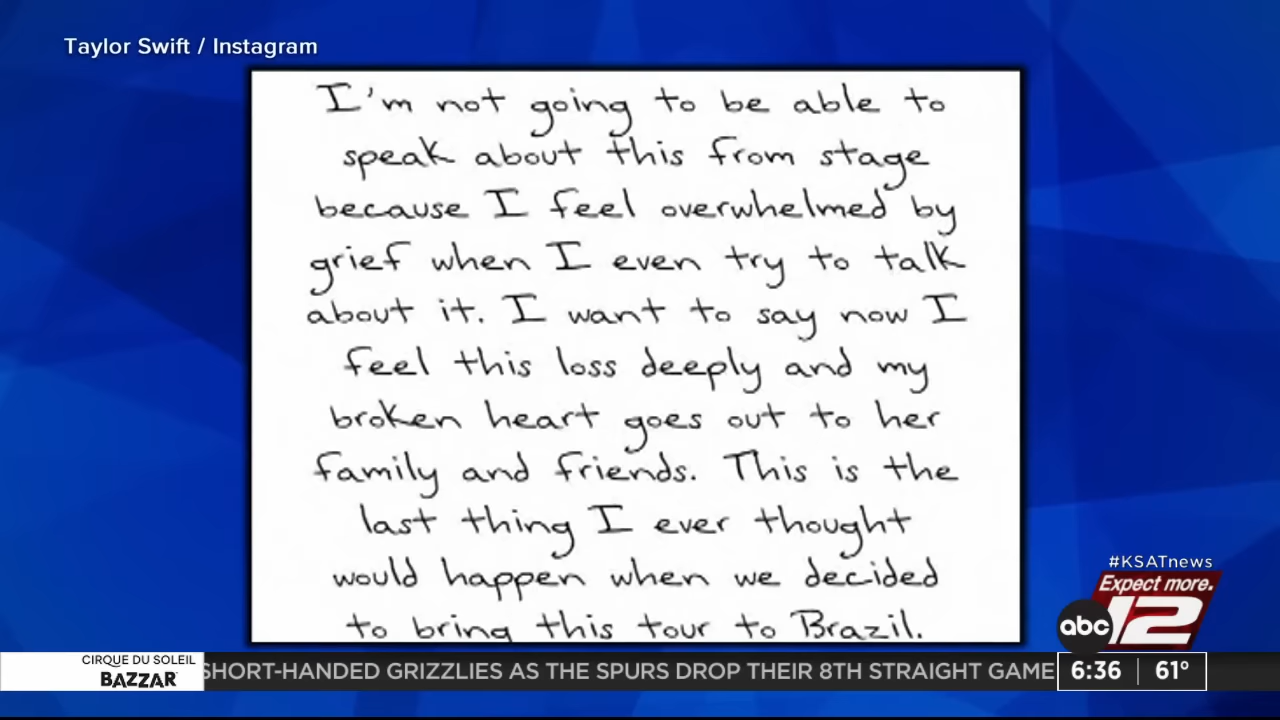 Taylor Swift / Instagram
I'm not going to be able to
speak about this from stage
because I feel overwhelmed by
grief when I even try to talk
about it. I want to say now I
feel this loss deeply and my
broken heart goes out to her
family and friends. This is the
last thing I ever thought
would happen when we decided
to bring this tour to Brazil.
#KSATnews
Expect more.
abc 12
CIRQUE DU SOLEIL
BAZZAR
SHORT-HANDED GRIZZLIES AS THE SPURS DROP THEIR 8TH STRAIGHT GAME
6:36 61°